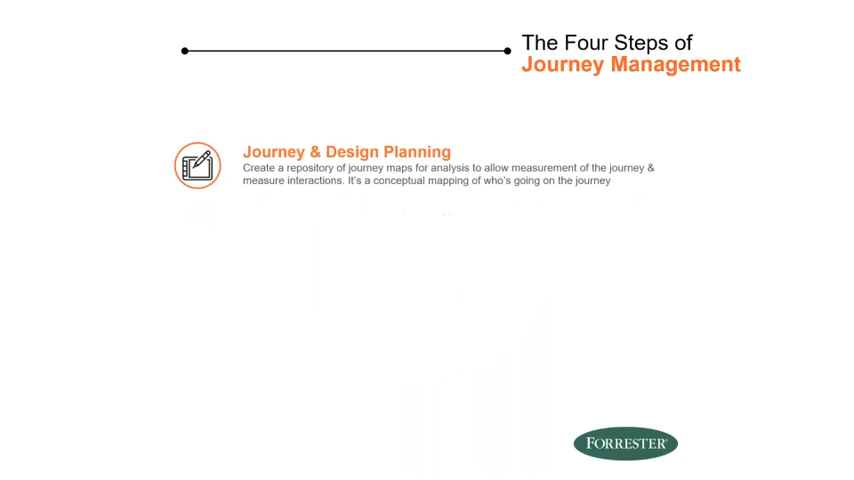 The Four Steps of
Journey Management
Journey & Design Planning
Create a repository of journey maps for analysis to allow measurement of the journey &
measure interactions. It's a conceptual mapping of who's going on the journey
FORRESTER®